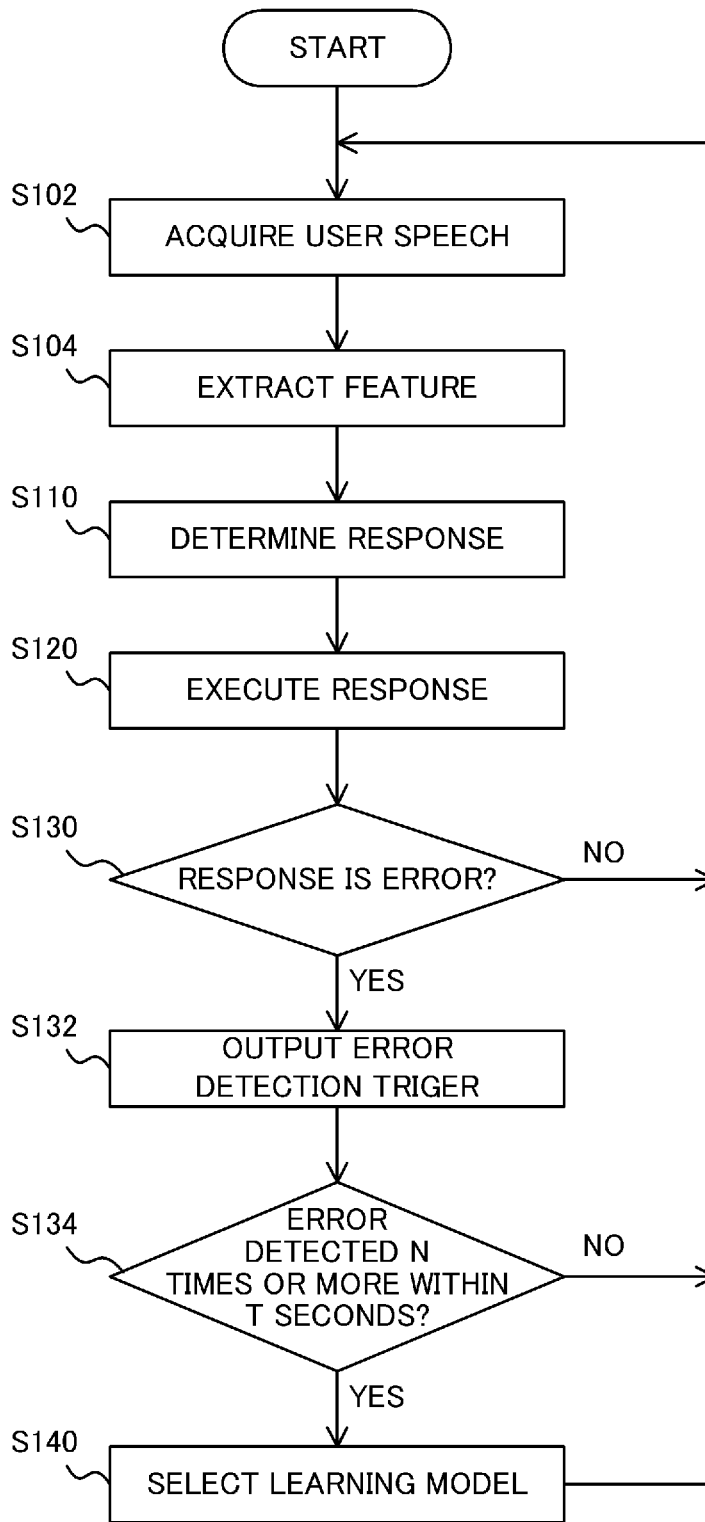 START
S102
ACQUIRE USER SPEECH
S104
EXTRACT FEATURE
S110
DETERMINE RESPONSE
S120
EXECUTE RESPONSE
S130
RESPONSE IS ERROR?
NO
YES
S132
OUTPUT ERROR
DETECTION TRIGER
S134
ERROR
DETECTED N
TIMES OR MORE WITHIN
T SECONDS?
NO
YES
S140
SELECT LEARNING MODEL